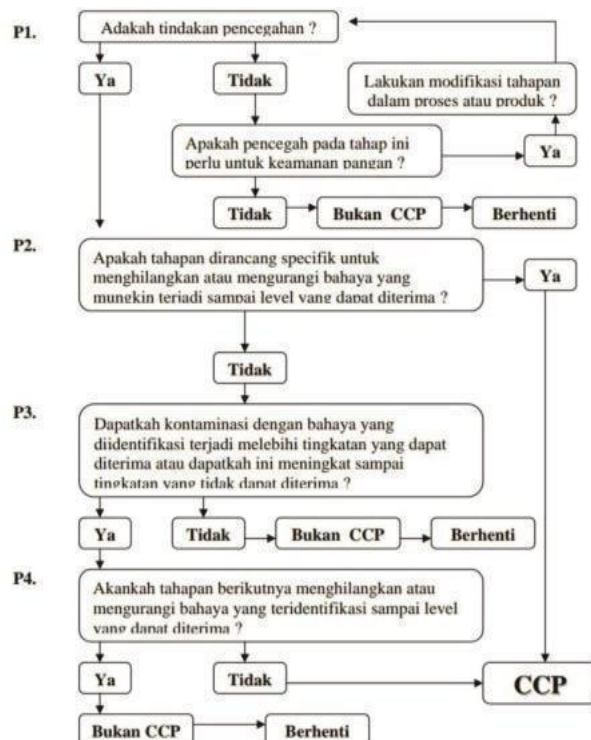 P1.
Adakah tindakan pencegahan ?
Ya
Tidak
Lakukan modifikasi tahapan
dalam proses atau produk ?
Apakah pencegah pada tahap ini
perlu untuk keamanan pangan ?
Ya
Tidak
Bukan CCP
Berhenti
P2.
Apakah tahapan dirancang specifik untuk
menghilangkan atau mengurangi bahaya yang
mungkin terjadi sampai level yang dapat diterima ?
Ya
Tidak
P3.
Dapatkah kontaminasi dengan bahaya yang
diidentifikasi terjadi melebihi tingkatan yang dapat
diterima atau dapatkah ini meningkat sampai
tingkatan yang tidak dapat diterima ?
Ya
Tidak
Bukan CCP
Berhenti
P4.
Akankah tahapan berikutnya menghilangkan atau
mengurangi bahaya yang teridentifikasi sampai level
yang dapat diterima ?
Ya
Tidak
CCP
Bukan CCP
Berhenti